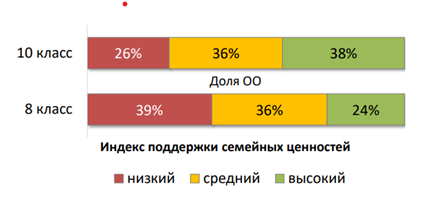 10 класс 26% 36% 38%
Доля ОО
8 класс 39% 36% 24%
Индекс поддержки семейных ценностей
низкий средний высокий